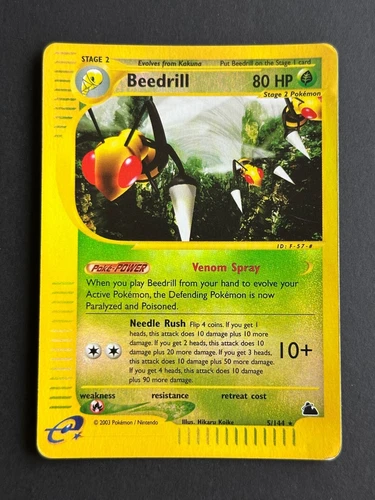 STAGE 2 Evolves from Kakuna Put Beedrill on the Stage 1 card
Beedrill 80 HP
Stage 2 Pokémon
ID: F-57-#
Poké-POWER Venom Spray
When you play Beedrill from your hand to evolve your
Active Pokémon, the Defending Pokémon is now
Paralyzed and Poisoned.
Needle Rush Flip 4 coins. If you get 1
heads, this attack does 10 damage plus 10 more
damage. If you get 2 heads, this attack does 10
damage plus 20 more damage. If you get 3 heads,
this attack does 10 damage plus 50 more damage.
If you get 4 heads, this attack does 10 damage
plus 90 more damage.
10+
weakness resistance retreat cost
© 2003 Pokémon / Nintendo Illus. Hikaru Koike 5/144 ★
e